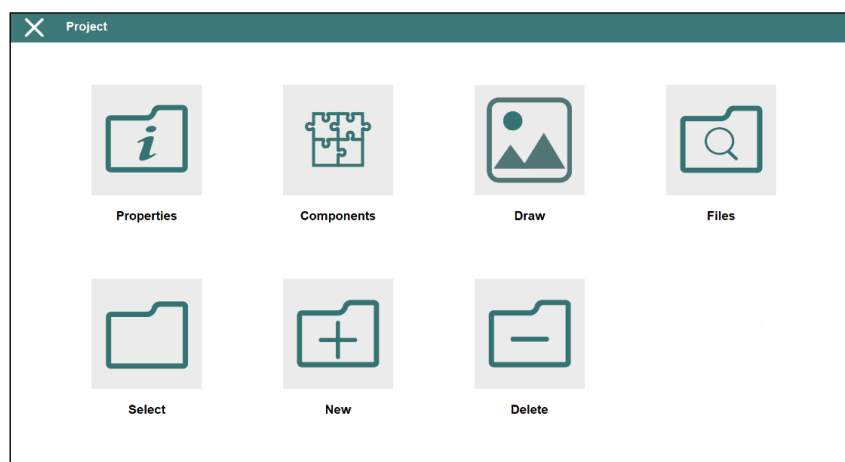 Project
Properties
Components
Draw
Files
Select
New
Delete